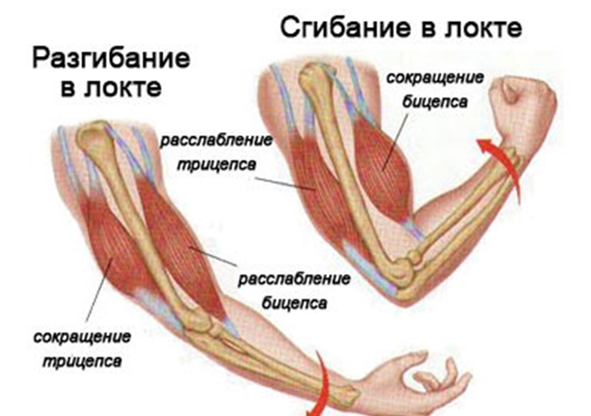 Сгибание в локте
Разгибание
в локте
сокращение
бицепса
расслабление
трицепса
расслабление
бицепса
сокращение
трицепса